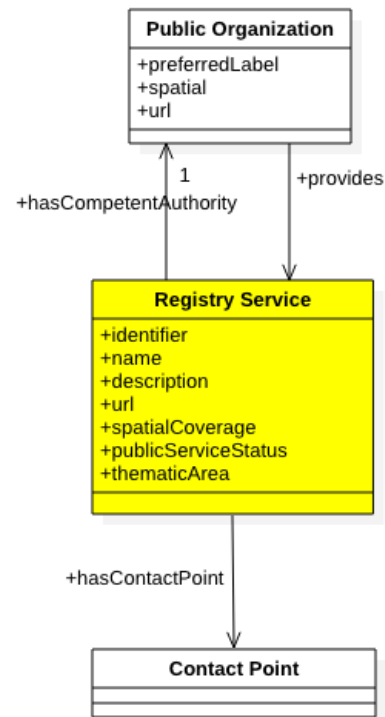 Public Organization
+preferredLabel
+spatial
+url
1
+provides
+hasCompetentAuthority
Registry Service
+identifier
+name
+description
+url
+spatialCoverage
+publicServiceStatus
+thematicArea
+hasContactPoint
Contact Point